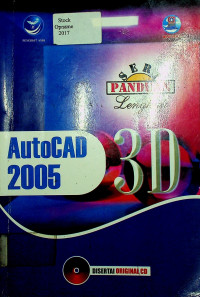 Stock
Opname
2017
SERI
PANDUAN
Lengkap
AutoCAD
2005
3D
DISERTAI ORIGINAL CD